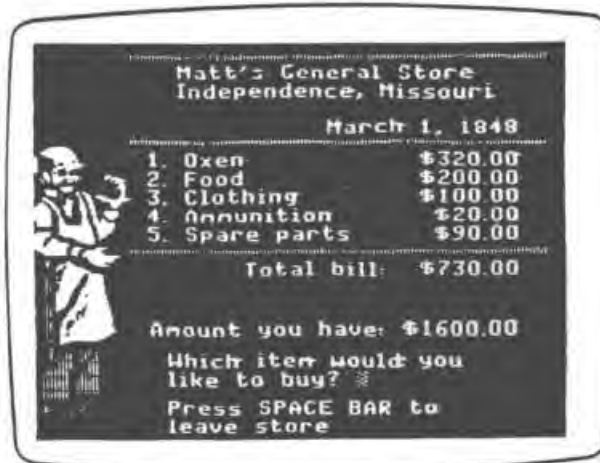 Matt's General Store
Independence, Missouri
March 1, 1848
1. Oxen $320.00
2. Food $200.00
3. Clothing $100.00
4. Ammunition $20.00
5. Spare parts $90.00
Total bill: $730.00
Amount you have: $1600.00
Which item would you
like to buy?
Press SPACE BAR to
leave store